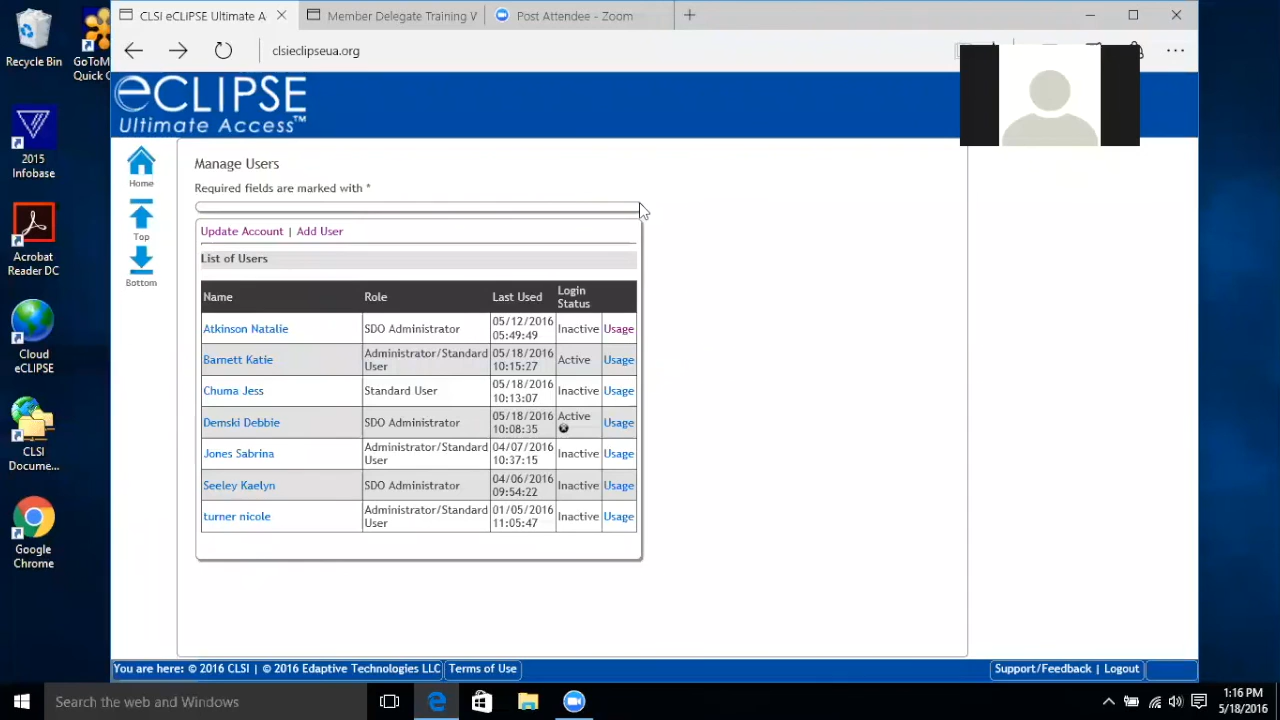 CLSI eCLIPSE Ultimate A
Member Delegate Training V
Post Attendee - Zoom
clsieclipseua.org
Recycle Bin
GoToM
Quick C
2015
Infobase
Acrobat
Reader DC
Cloud
eCLIPSE
CLSI
Docume...
Google
Chrome
eCLIPSE
Ultimate Access™
Home
Top
Bottom
Manage Users
Required fields are marked with *
Update Account | Add User
List of Users
Name Role Last Used Login Status
Atkinson Natalie SDO Administrator 05/12/2016 05:49:49 Inactive Usage
Barnett Katie Administrator/Standard User 05/18/2016 10:15:27 Active Usage
Chuma Jess Standard User 05/18/2016 10:13:07 Inactive Usage
Demski Debbie SDO Administrator 05/18/2016 10:08:35 Active Usage
Jones Sabrina Administrator/Standard User 04/07/2016 10:37:15 Inactive Usage
Seeley Kaelyn SDO Administrator 04/06/2016 09:54:22 Inactive Usage
turner nicole Administrator/Standard User 01/05/2016 11:05:47 Inactive Usage
You are here: © 2016 CLSI | © 2016 Edaptive Technologies LLC | Terms of Use
Support/Feedback | Logout
Search the web and Windows
1:16 PM
5/18/2016